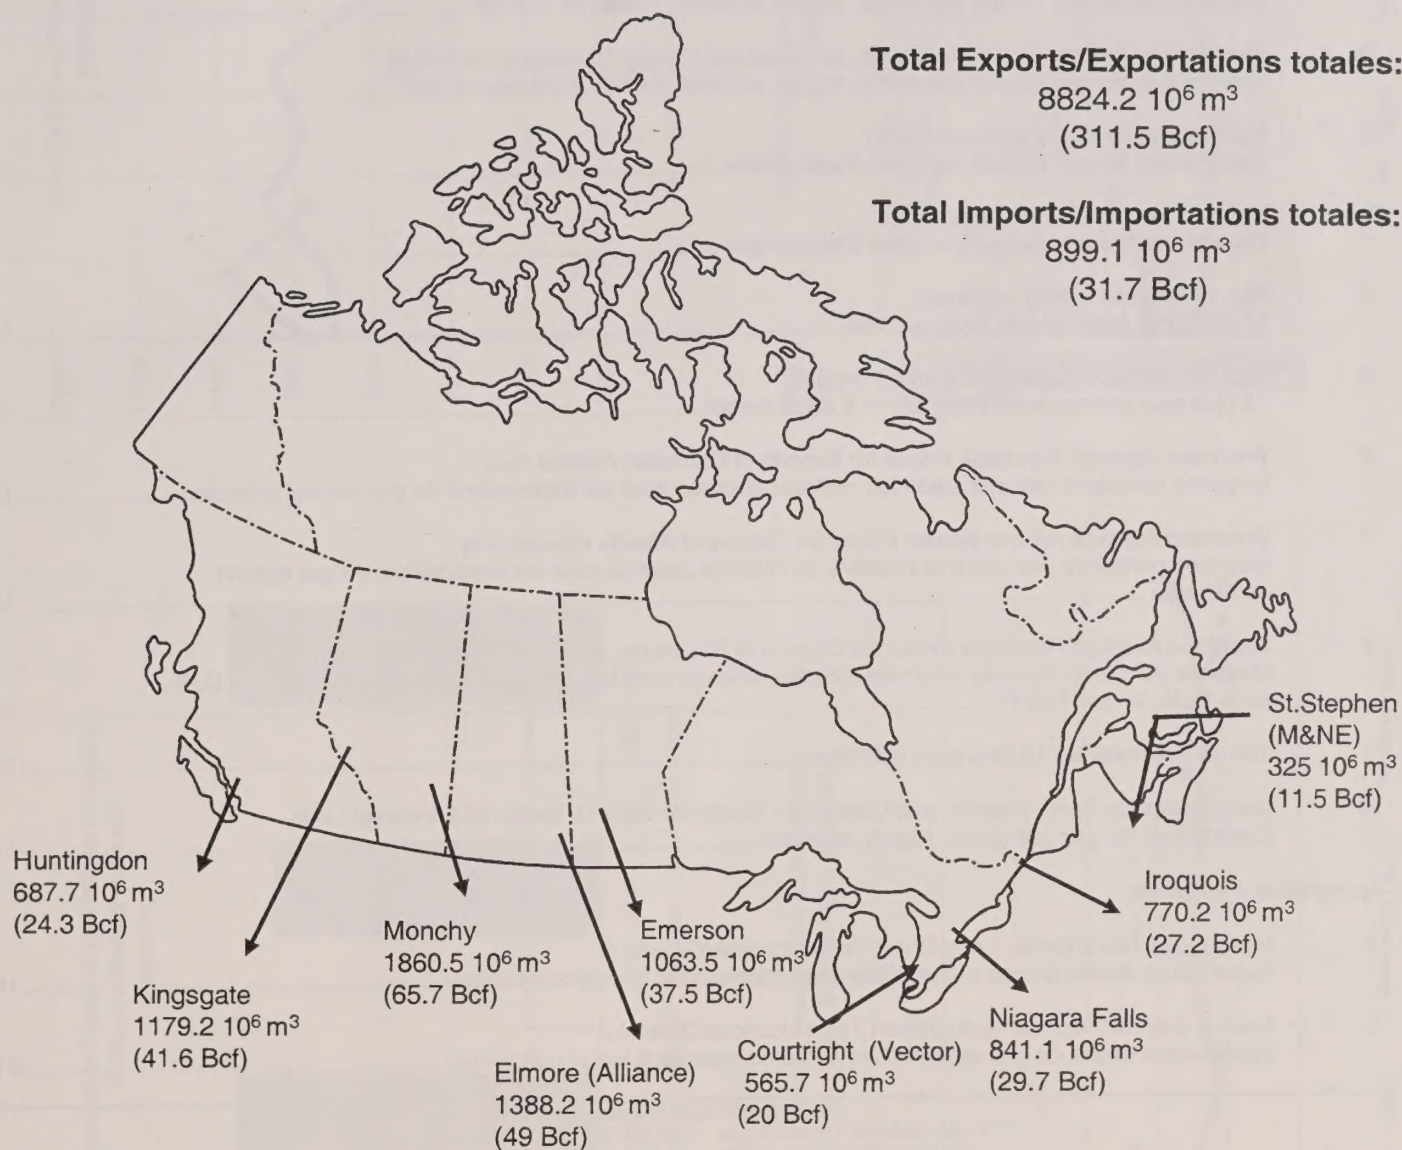 Total Exports/Exportations totales:
8824.2 10⁶ m³
(311.5 Bcf)
Total Imports/Importations totales:
899.1 10⁶ m³
(31.7 Bcf)
St.Stephen
(M&NE)
325 10⁶ m³
(11.5 Bcf)
Huntingdon
687.7 10⁶ m³
(24.3 Bcf)
Kingsgate
1179.2 10⁶ m³
(41.6 Bcf)
Monchy
1860.5 10⁶ m³
(65.7 Bcf)
Elmore (Alliance)
1388.2 10⁶ m³
(49 Bcf)
Emerson
1063.5 10⁶ m³
(37.5 Bcf)
Courtright (Vector)
565.7 10⁶ m³
(20 Bcf)
Niagara Falls
841.1 10⁶ m³
(29.7 Bcf)
Iroquois
770.2 10⁶ m³
(27.2 Bcf)